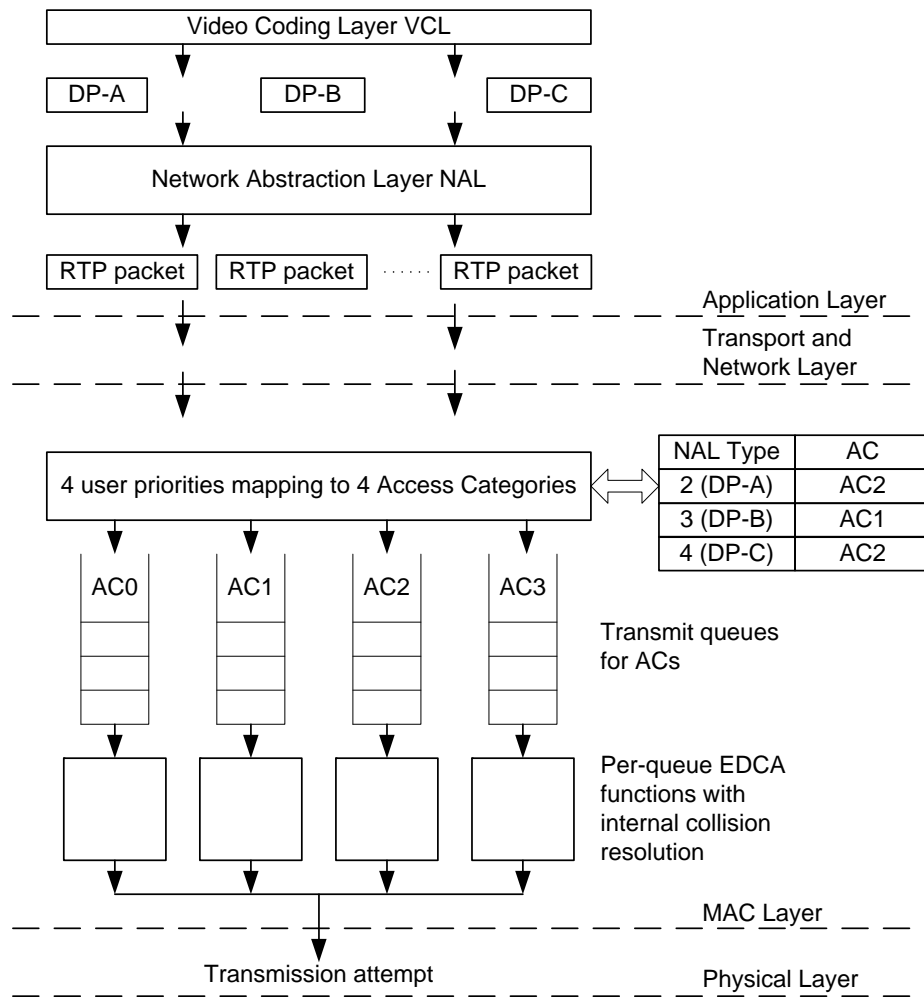 Video Coding Layer VCL
DP-A
DP-B
DP-C
Network Abstraction Layer NAL
RTP packet
RTP packet
......
RTP packet
Application Layer
Transport and
Network Layer
4 user priorities mapping to 4 Access Categories
NAL Type AC
2 (DP-A) AC2
3 (DP-B) AC1
4 (DP-C) AC2
AC0
AC1
AC2
AC3
Transmit queues
for ACs
Per-queue EDCA
functions with
internal collision
resolution
MAC Layer
Transmission attempt
Physical Layer